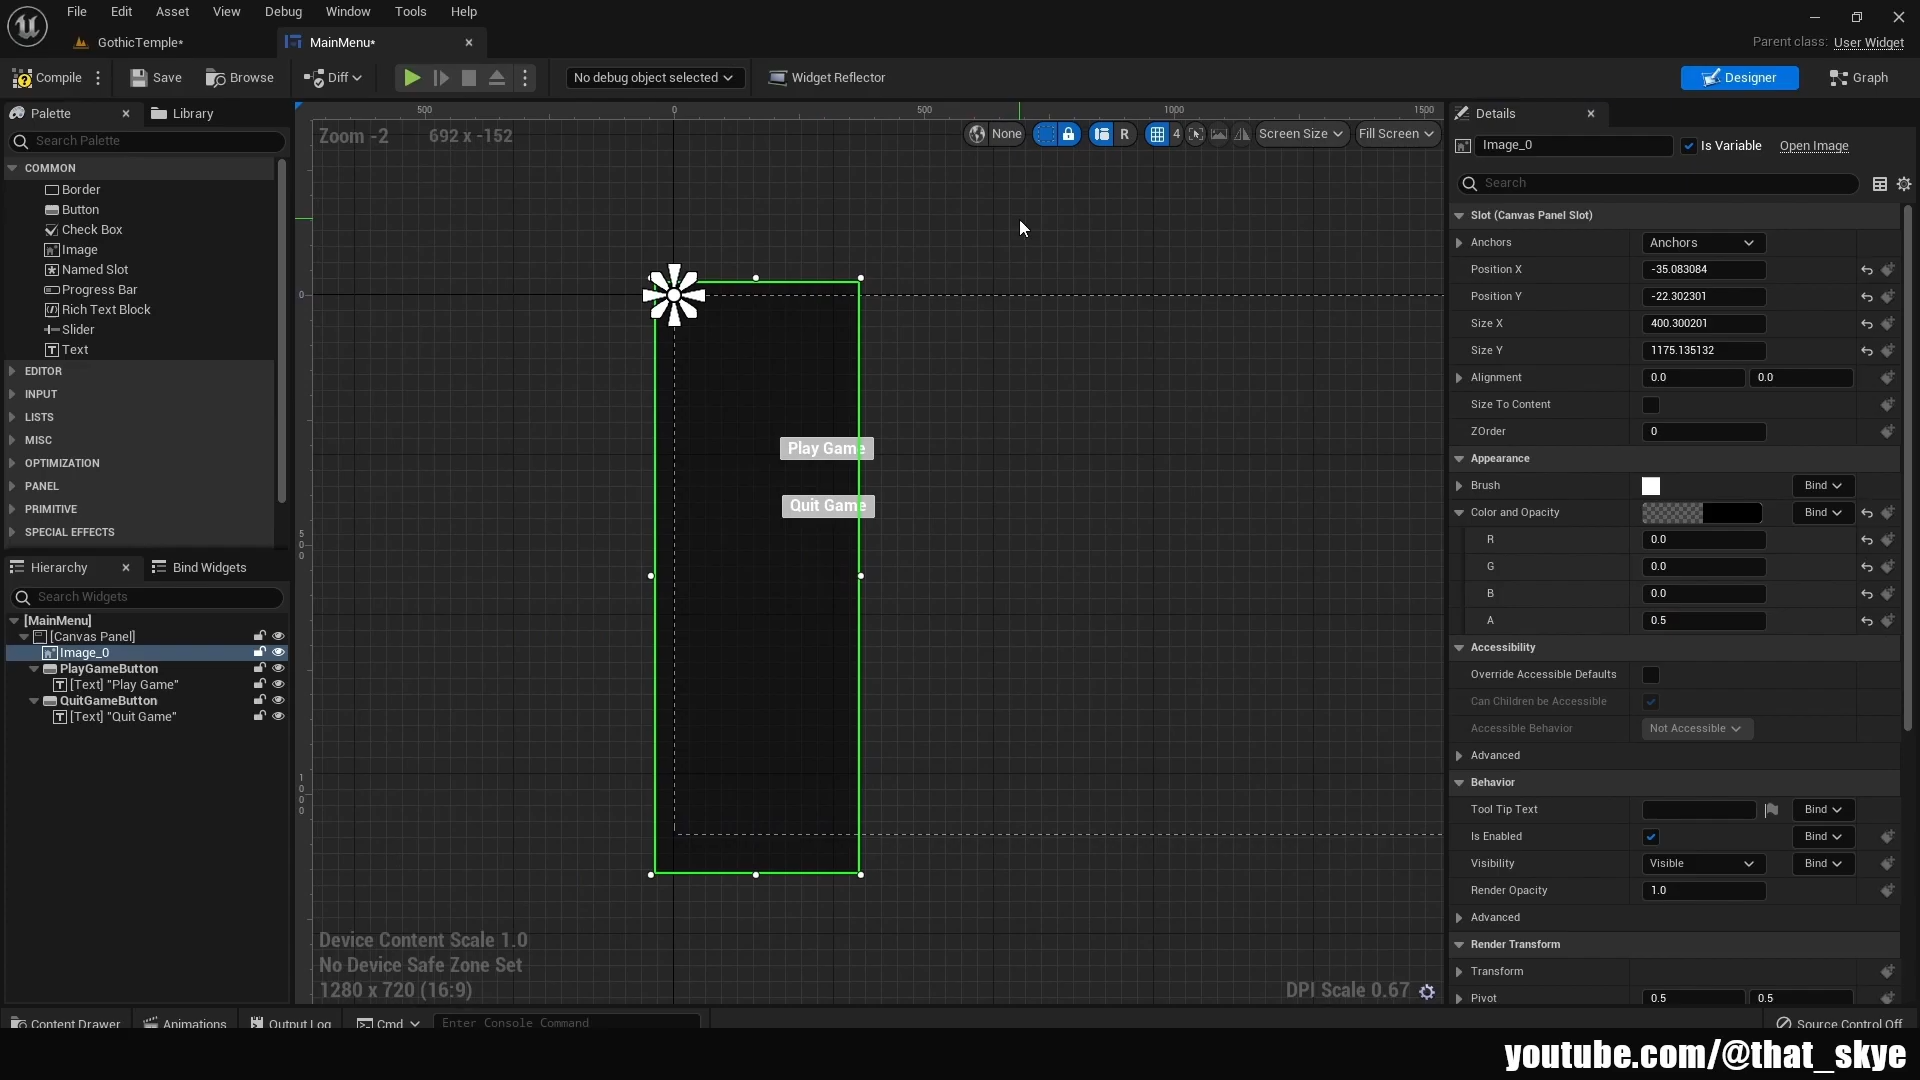 File Edit Asset View Debug Window Tools Help
GothicTemple* MainMenu*
Parent class: User Widget
Compile Save Browse Diff No debug object selected Widget Reflector Designer Graph
Palette Library
Search Palette
COMMON
Border
Button
Check Box
Image
Named Slot
Progress Bar
Rich Text Block
Slider
Text
EDITOR
INPUT
LISTS
MISC
OPTIMIZATION
PANEL
PRIMITIVE
SPECIAL EFFECTS
Hierarchy Bind Widgets
Search Widgets
[MainMenu]
[Canvas Panel]
Image_0
PlayGameButton
[Text] "Play Game"
QuitGameButton
[Text] "Quit Game"
500 0 500 1000 1500
Zoom -2 692 x -152
None R 4 Screen Size Fill Screen
0
500
1000
Play Game
Quit Game
Device Content Scale 1.0
No Device Safe Zone Set
1280 x 720 (16:9)
DPI Scale 0.67
Details
Image_0 Is Variable Open Image
Search
Slot (Canvas Panel Slot)
Anchors Anchors
Position X -35.083084
Position Y -22.302301
Size X 400.300201
Size Y 1175.135132
Alignment 0.0 0.0
Size To Content
ZOrder 0
Appearance
Brush Bind
Color and Opacity Bind
R 0.0
G 0.0
B 0.0
A 0.5
Accessibility
Override Accessible Defaults
Can Children be Accessible
Accessible Behavior Not Accessible
Advanced
Behavior
Tool Tip Text Bind
Is Enabled Bind
Visibility Visible Bind
Render Opacity 1.0
Advanced
Render Transform
Transform
Pivot 0.5 0.5
Content Drawer Animations Output Log Cmd Enter Console Command Source Control Off
youtube.com/@that_skye